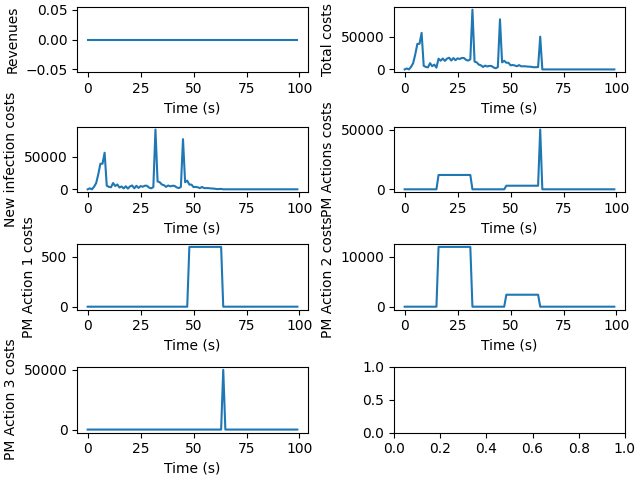 Revenues
0.05
0.00
−0.05
0 25 50 75 100
Time (s)
Total costs
50000
0
0 25 50 75 100
Time (s)
New infection costs
50000
0
0 25 50 75 100
Time (s)
PM Actions costs
50000
0
0 25 50 75 100
Time (s)
PM Action 1 costs
500
0
0 25 50 75 100
Time (s)
PM Action 2 costs
10000
0
0 25 50 75 100
Time (s)
PM Action 3 costs
50000
0
0 25 50 75 100
Time (s)
1.0
0.5
0.0
0.0 0.2 0.4 0.6 0.8 1.0